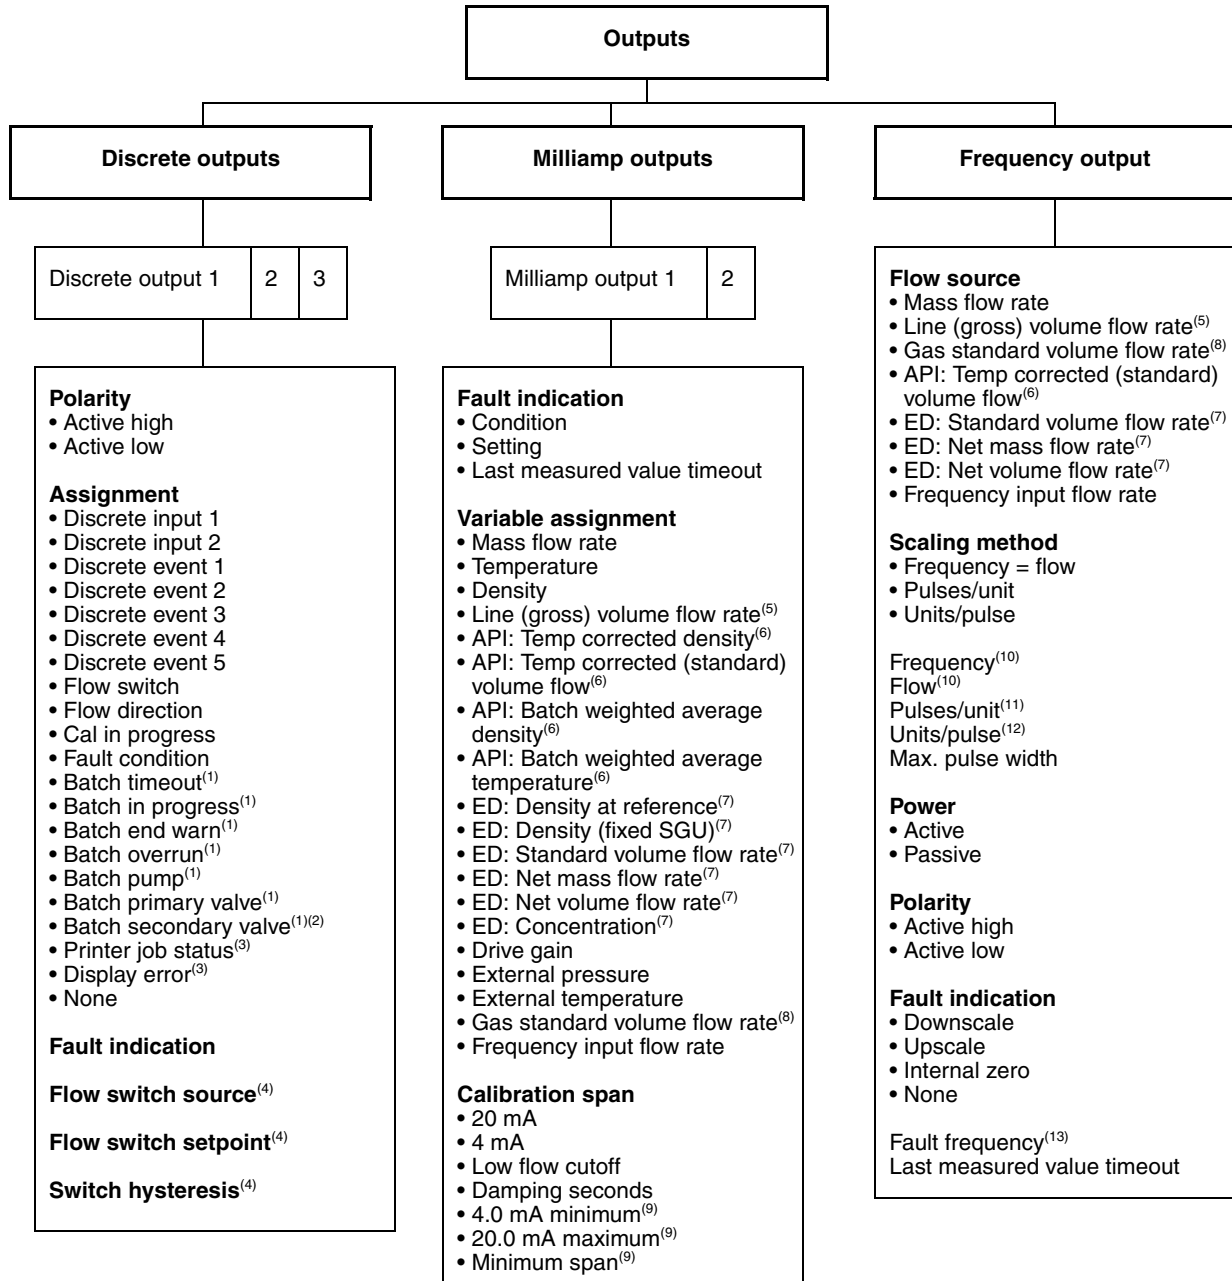 Outputs
Discrete outputs
Milliamp outputs
Frequency output
Discrete output 1
2
3
Polarity
• Active high
• Active low
Assignment
• Discrete input 1
• Discrete input 2
• Discrete event 1
• Discrete event 2
• Discrete event 3
• Discrete event 4
• Discrete event 5
• Flow switch
• Flow direction
• Cal in progress
• Fault condition
• Batch timeout(1)
• Batch in progress(1)
• Batch end warn(1)
• Batch overrun(1)
• Batch pump(1)
• Batch primary valve(1)
• Batch secondary valve(1)(2)
• Printer job status(3)
• Display error(3)
• None
Fault indication
Flow switch source(4)
Flow switch setpoint(4)
Switch hysteresis(4)
Milliamp output 1
2
Fault indication
• Condition
• Setting
• Last measured value timeout
Variable assignment
• Mass flow rate
• Temperature
• Density
• Line (gross) volume flow rate(5)
• API: Temp corrected density(6)
• API: Temp corrected (standard)
volume flow(6)
• API: Batch weighted average
density(6)
• API: Batch weighted average
temperature(6)
• ED: Density at reference(7)
• ED: Density (fixed SGU)(7)
• ED: Standard volume flow rate(7)
• ED: Net mass flow rate(7)
• ED: Net volume flow rate(7)
• ED: Concentration(7)
• Drive gain
• External pressure
• External temperature
• Gas standard volume flow rate(8)
• Frequency input flow rate
Calibration span
• 20 mA
• 4 mA
• Low flow cutoff
• Damping seconds
• 4.0 mA minimum(9)
• 20.0 mA maximum(9)
• Minimum span(9)
Flow source
• Mass flow rate
• Line (gross) volume flow rate(5)
• Gas standard volume flow rate(8)
• API: Temp corrected (standard)
volume flow(6)
• ED: Standard volume flow rate(7)
• ED: Net mass flow rate(7)
• ED: Net volume flow rate(7)
• Frequency input flow rate
Scaling method
• Frequency = flow
• Pulses/unit
• Units/pulse
Frequency(10)
Flow(10)
Pulses/unit(11)
Units/pulse(12)
Max. pulse width
Power
• Active
• Passive
Polarity
• Active high
• Active low
Fault indication
• Downscale
• Upscale
• Internal zero
• None
Fault frequency(13)
Last measured value timeout